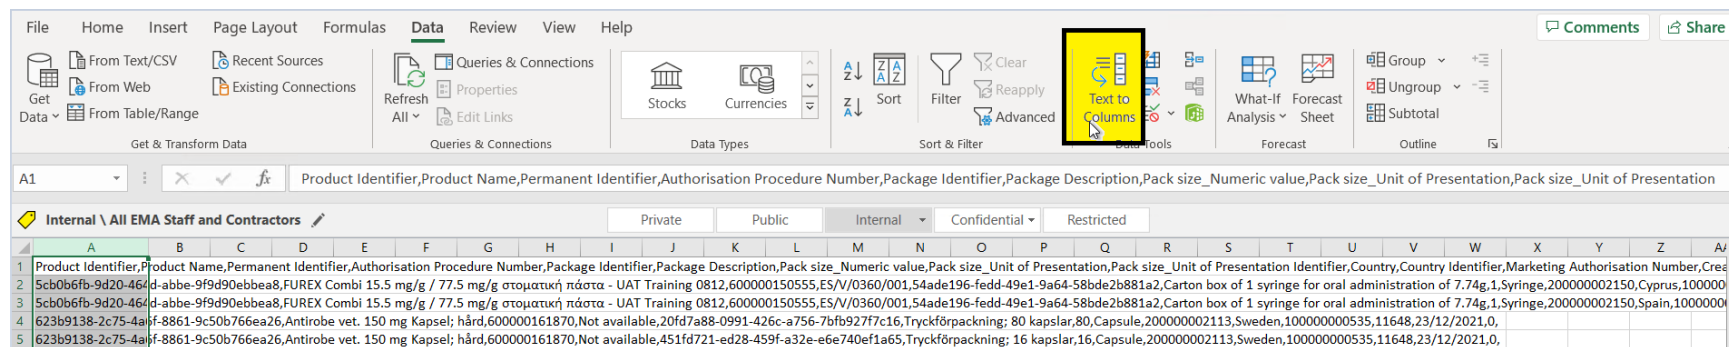 File Home Insert Page Layout Formulas Data Review View Help Comments Share
From Text/CSV Recent Sources Queries & Connections Clear Group
From Web Existing Connections Properties Reapply Ungroup
From Table/Range Edit Links Advanced Subtotal
Get Data Refresh All Stocks Currencies Sort Filter Text to Columns What-If Analysis Forecast Sheet
Get & Transform Data Queries & Connections Data Types Sort & Filter Data Tools Forecast Outline
A1 fx Product Identifier,Product Name,Permanent Identifier,Authorisation Procedure Number,Package Identifier,Package Description,Pack size_Numeric value,Pack size_Unit of Presentation,Pack size_Unit of Presentation
Internal \ All EMA Staff and Contractors Private Public Internal Confidential Restricted
A B C D E F G H I J K L M N O P Q R S T U V W X Y Z
1 Product Identifier,Product Name,Permanent Identifier,Authorisation Procedure Number,Package Identifier,Package Description,Pack size_Numeric value,Pack size_Unit of Presentation,Pack size_Unit of Presentation Identifier,Country,Country Identifier,Marketing Authorisation Number,Crea
2 5cb0b6fb-9d20-464d-abbe-9f9d90ebbea8,FUREX Combi 15.5 mg/g / 77.5 mg/g στοματική πάστα - UAT Training 0812,600000150555,ES/V/0360/001,54ade196-fedd-49e1-9a64-58bde2b881a2,Carton box of 1 syringe for oral administration of 7.74g,1,Syringe,200000002150,Cyprus,100000
3 5cb0b6fb-9d20-464d-abbe-9f9d90ebbea8,FUREX Combi 15.5 mg/g / 77.5 mg/g στοματική πάστα - UAT Training 0812,600000150555,ES/V/0360/001,54ade196-fedd-49e1-9a64-58bde2b881a2,Carton box of 1 syringe for oral administration of 7.74g,1,Syringe,200000002150,Spain,1000000
4 623b9138-2c75-4a6f-8861-9c50b766ea26,Antirobe vet. 150 mg Kapsel; hård,600000161870,Not available,20fd7a88-0991-426c-a756-7bfb927f7c16,Tryckförpackning; 80 kapslar,80,Capsule,200000002113,Sweden,100000000535,11648,23/12/2021,0,
5 623b9138-2c75-4a6f-8861-9c50b766ea26,Antirobe vet. 150 mg Kapsel; hård,600000161870,Not available,451fd721-ed28-459f-a32e-e6e740ef1a65,Tryckförpackning; 16 kapslar,16,Capsule,200000002113,Sweden,100000000535,11648,23/12/2021,0,